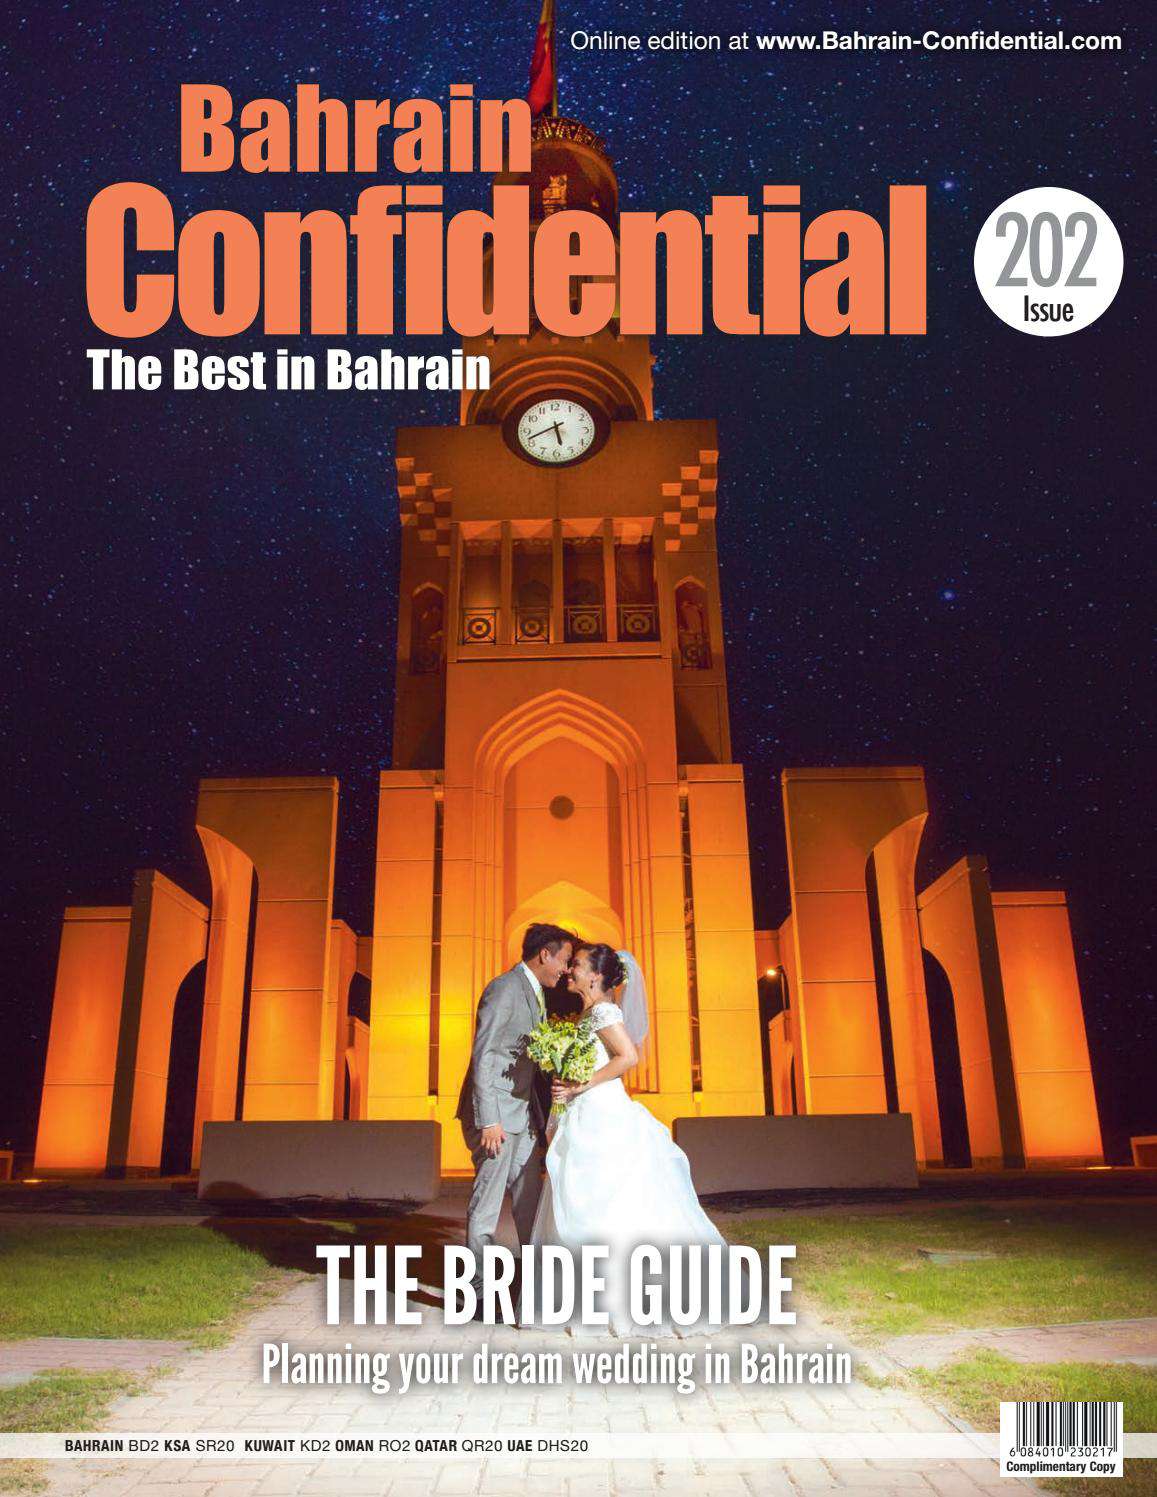 Online edition at www.Bahrain-Confidential.com
Bahrain
Confidential
The Best in Bahrain
202
Issue
THE BRIDE GUIDE
Planning your dream wedding in Bahrain
BAHRAIN BD2 KSA SR20 KUWAIT KD2 OMAN RO2 QATAR QR20 UAE DHS20
6 084010 230217
Complimentary Copy